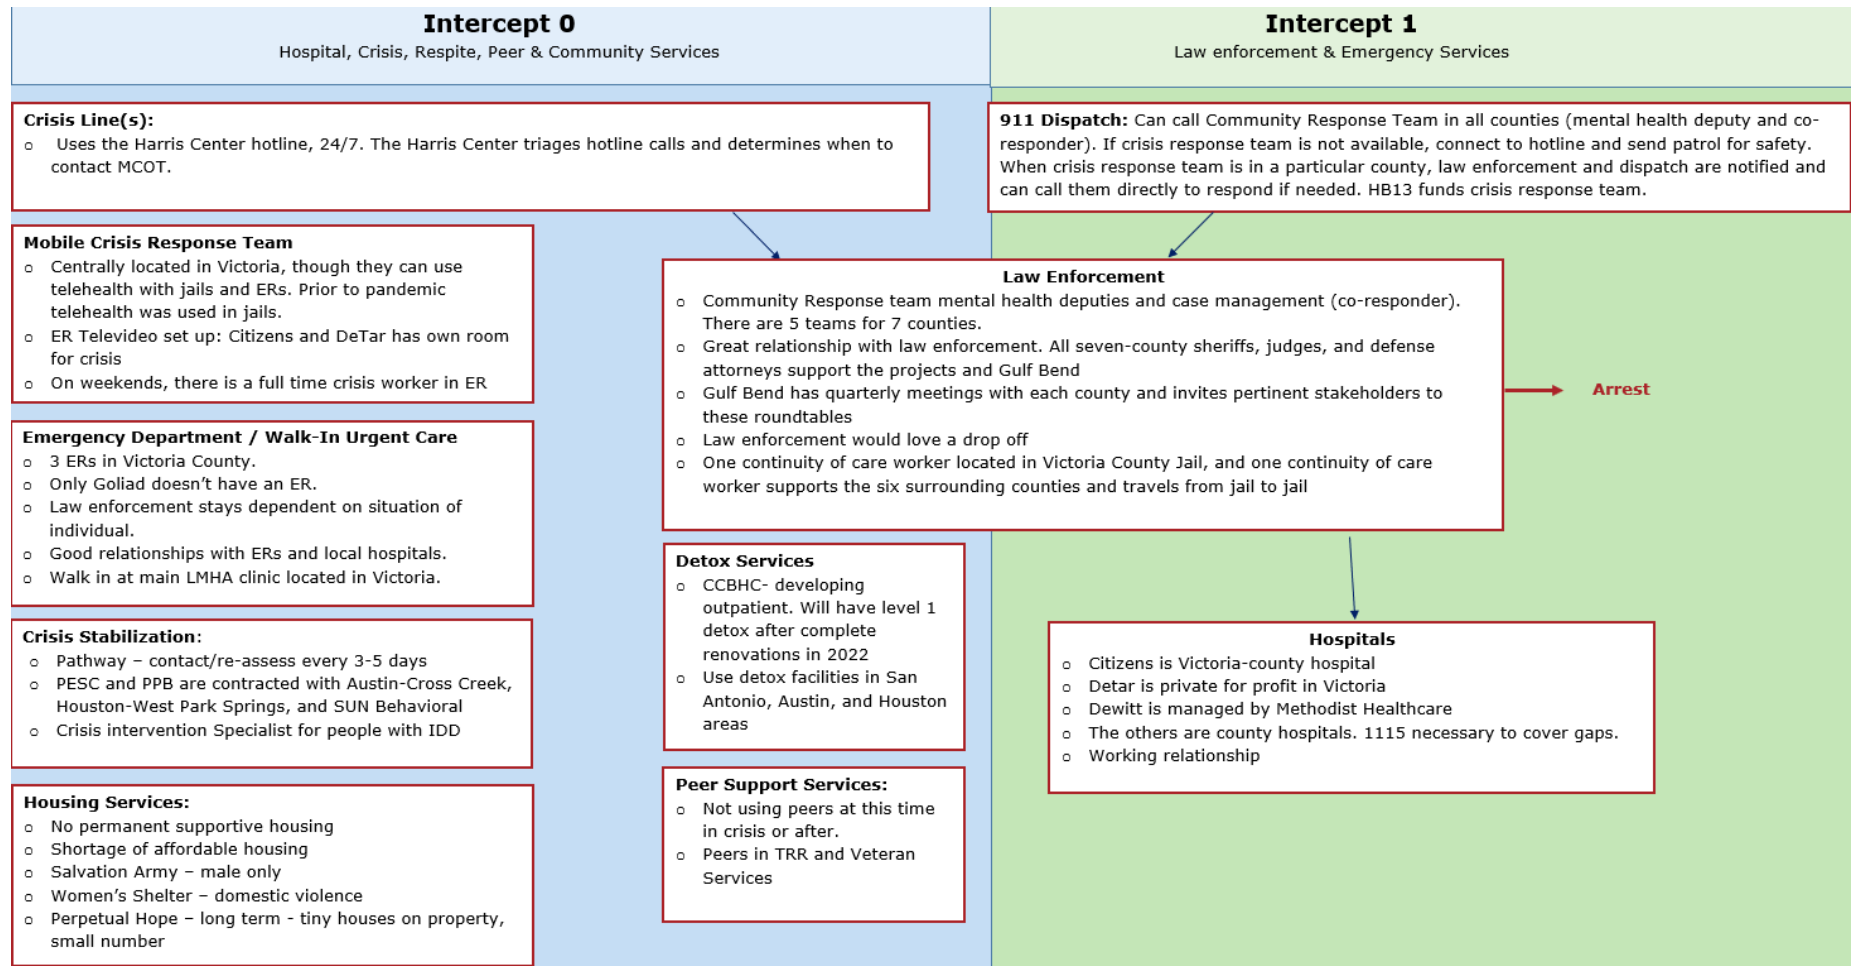 Intercept 0
Hospital, Crisis, Respite, Peer & Community Services
Intercept 1
Law enforcement & Emergency Services
Crisis Line(s):
o Uses the Harris Center hotline, 24/7. The Harris Center triages hotline calls and determines when to
contact MCOT.
911 Dispatch: Can call Community Response Team in all counties (mental health deputy and co-
responder). If crisis response team is not available, connect to hotline and send patrol for safety.
When crisis response team is in a particular county, law enforcement and dispatch are notified and
can call them directly to respond if needed. HB13 funds crisis response team.
Mobile Crisis Response Team
o Centrally located in Victoria, though they can use
telehealth with jails and ERs. Prior to pandemic
telehealth was used in jails.
o ER Televideo set up: Citizens and DeTar has own room
for crisis
o On weekends, there is a full time crisis worker in ER
Law Enforcement
o Community Response team mental health deputies and case management (co-responder).
There are 5 teams for 7 counties.
o Great relationship with law enforcement. All seven-county sheriffs, judges, and defense
attorneys support the projects and Gulf Bend
o Gulf Bend has quarterly meetings with each county and invites pertinent stakeholders to
these roundtables
o Law enforcement would love a drop off
o One continuity of care worker located in Victoria County Jail, and one continuity of care
worker supports the six surrounding counties and travels from jail to jail
Arrest
Emergency Department / Walk-In Urgent Care
o 3 ERs in Victoria County.
o Only Goliad doesn't have an ER.
o Law enforcement stays dependent on situation of
individual.
o Good relationships with ERs and local hospitals.
o Walk in at main LMHA clinic located in Victoria.
Detox Services
o CCBHC- developing
outpatient. Will have level 1
detox after complete
renovations in 2022
o Use detox facilities in San
Antonio, Austin, and Houston
areas
Crisis Stabilization:
o Pathway – contact/re-assess every 3-5 days
o PESC and PPB are contracted with Austin-Cross Creek,
Houston-West Park Springs, and SUN Behavioral
o Crisis intervention Specialist for people with IDD
Hospitals
o Citizens is Victoria-county hospital
o Detar is private for profit in Victoria
o Dewitt is managed by Methodist Healthcare
o The others are county hospitals. 1115 necessary to cover gaps.
o Working relationship
Peer Support Services:
o Not using peers at this time
in crisis or after.
o Peers in TRR and Veteran
Services
Housing Services:
o No permanent supportive housing
o Shortage of affordable housing
o Salvation Army – male only
o Women's Shelter – domestic violence
o Perpetual Hope – long term - tiny houses on property,
small number